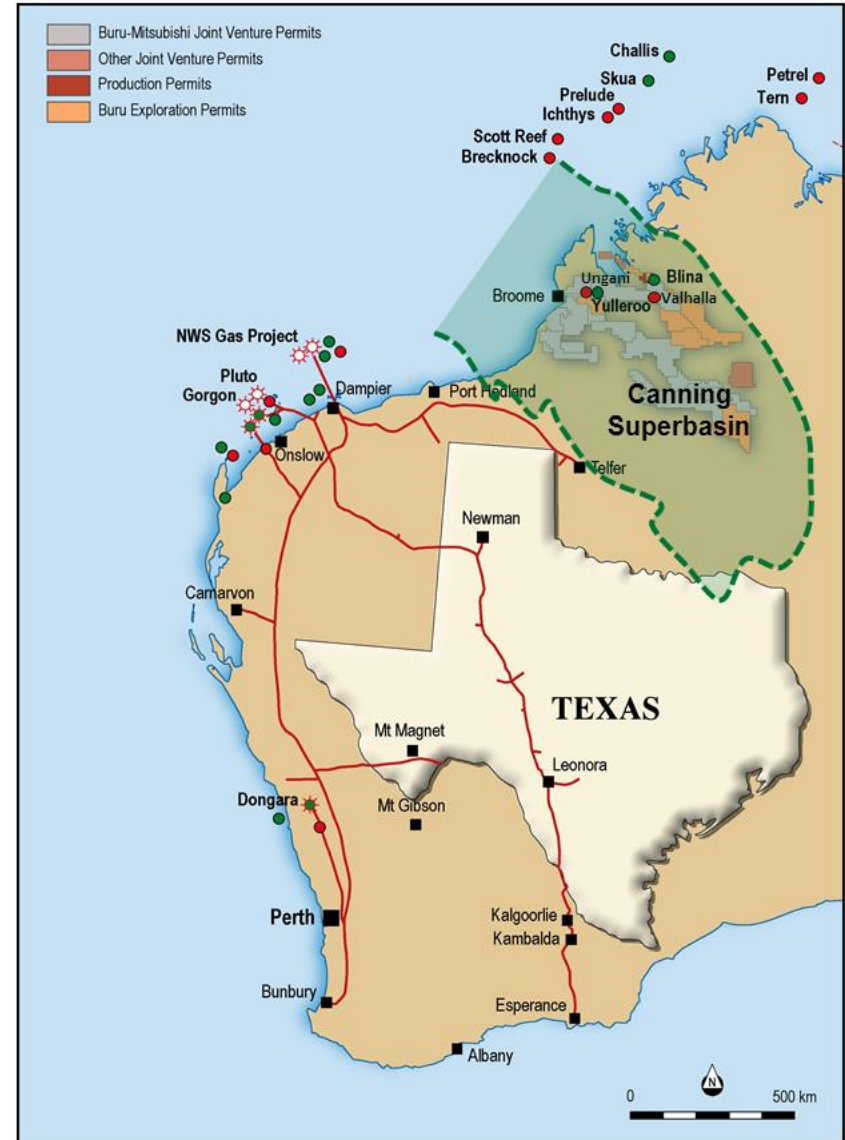 Buru-Mitsubishi Joint Venture Permits
Other Joint Venture Permits
Production Permits
Buru Exploration Permits
Challis
Skua
Petrel
Tern
Prelude
Ichthys
Scott Reef
Brecknock
Ungani
Blina
Broome
Yulleroo
Valhalla
NWS Gas Project
Pluto
Gorgon
Dampier
Port Hedland
Canning
Superbasin
Onslow
Telfer
Newman
Carnarvon
TEXAS
Mt Magnet
Leonora
Dongara
Mt Gibson
Perth
Kalgoorlie
Kambalda
Bunbury
Esperance
Albany
N
0
500 km